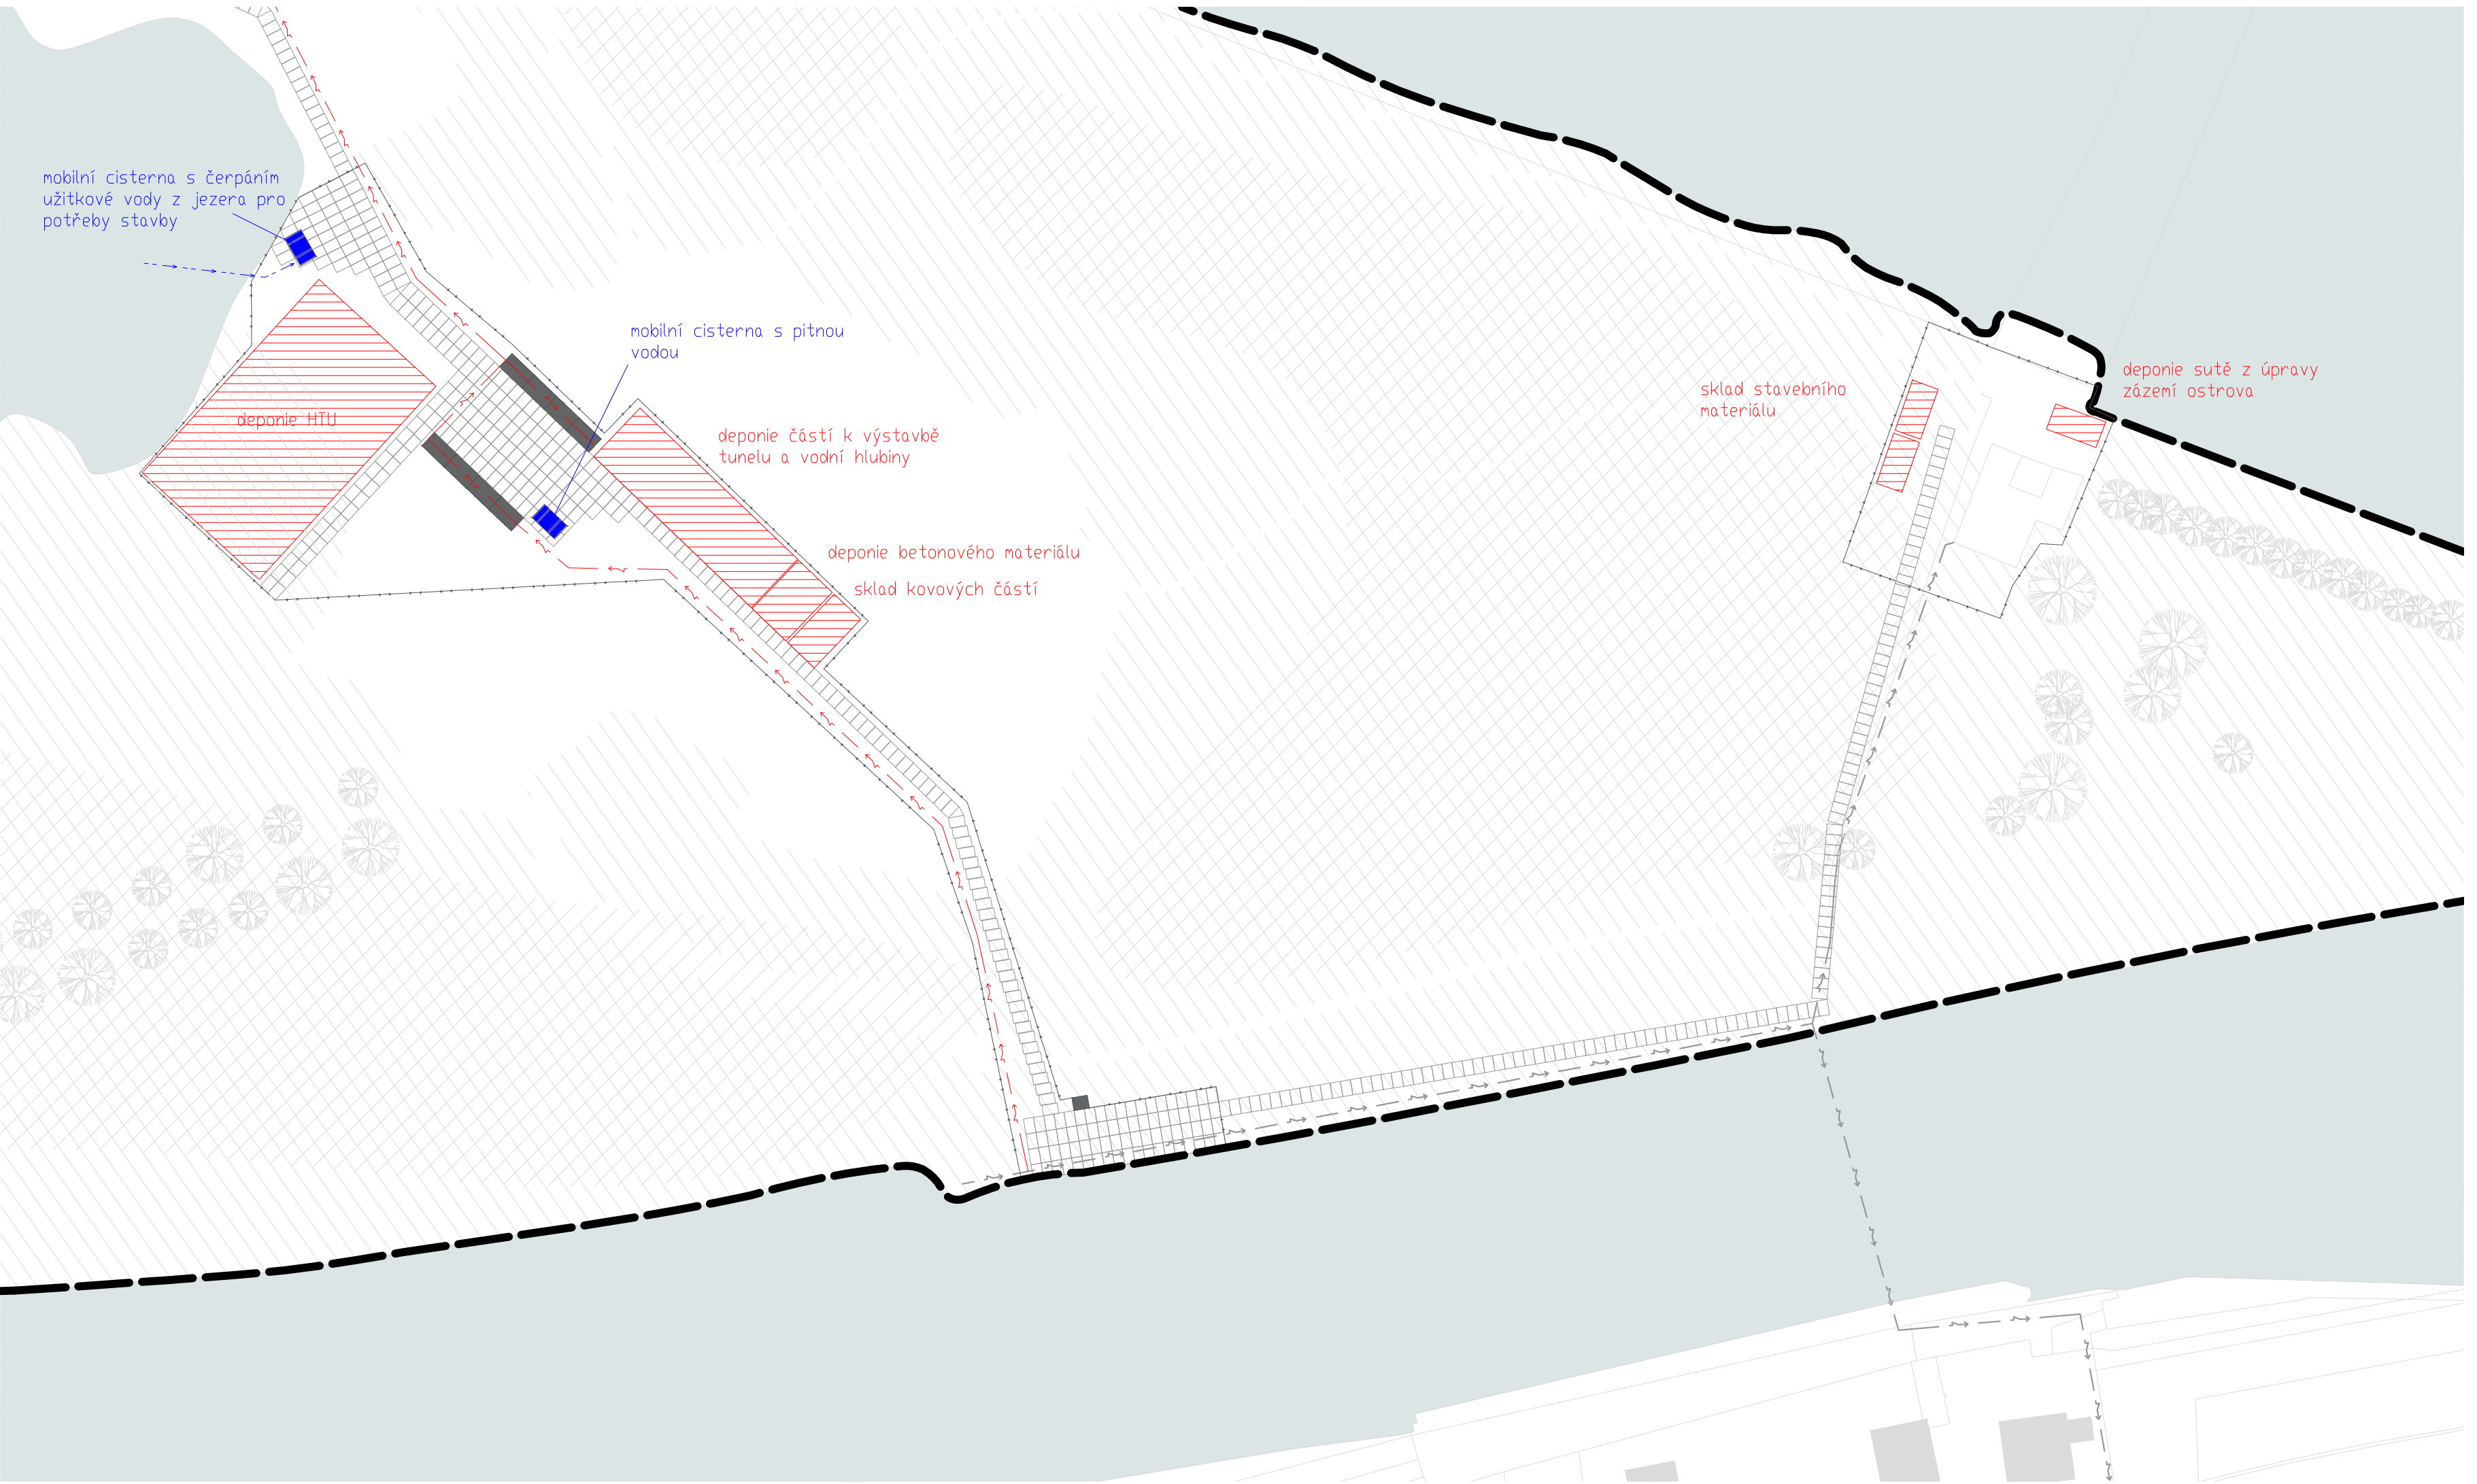 mobilní cisterna s čerpáním
užitkové vody z jezera pro
potřeby stavby
mobilní cisterna s pitnou
vodou
deponie HTU
deponie částí k výstavbě
tunelu a vodní hlubiny
deponie betonového materiálu
sklad kovových částí
sklad stavebního
materiálu
deponie sutě z úpravy
zázemí ostrova